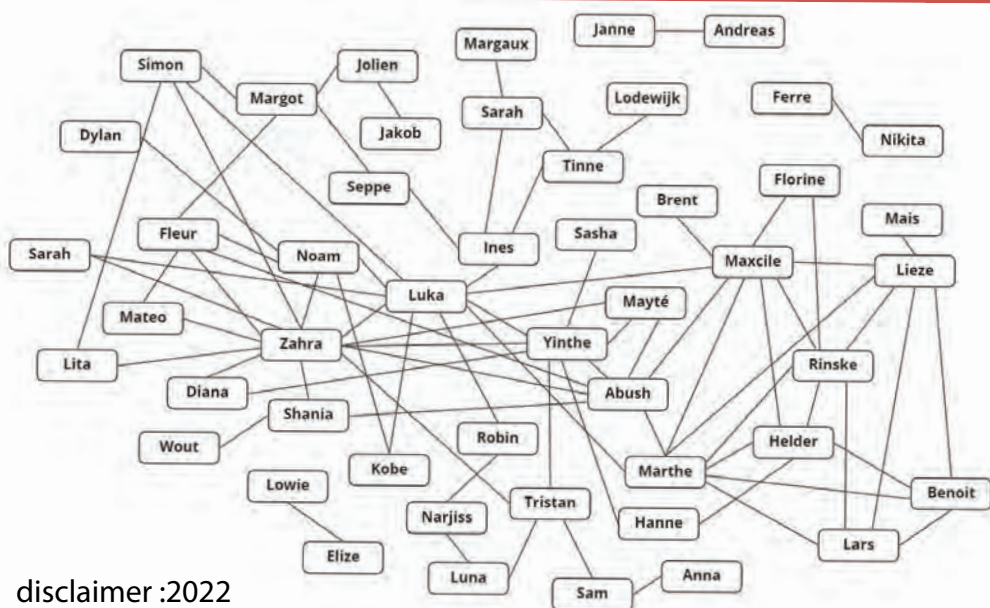 Janne
Andreas
Margaux
Simon
Jolien
Margot
Sarah
Lodewijk
Ferre
Dylan
Jakob
Nikita
Tinne
Seppe
Florine
Brent
Mais
Fleur
Sasha
Sarah
Noam
Ines
Maxcile
Lieze
Luka
Mayté
Mateo
Zahra
Yinthe
Lita
Rinske
Diana
Abush
Shania
Wout
Robin
Helder
Kobe
Marthe
Lowie
Benoit
Tristan
Narjiss
Hanne
Elize
Lars
Luna
Anna
Sam
disclaimer :2022